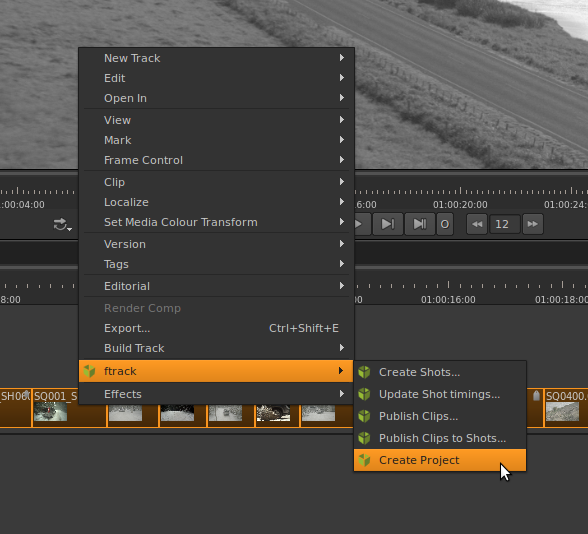 New Track
Edit
Open In
View
Mark
Frame Control
Clip
Localize
Set Media Colour Transform
Version
Tags
Editorial
Render Comp
Export... Ctrl+Shift+E
Build Track
ftrack
Effects
Create Shots...
Update Shot timings...
Publish Clips...
Publish Clips to Shots...
Create Project
:00:04:00
6:00
01:00:20:00
01:00:24:
O
12
8:00
00
01:00:16:00
01:00:18:00
_SH00
SQ001_S
SQ0400.